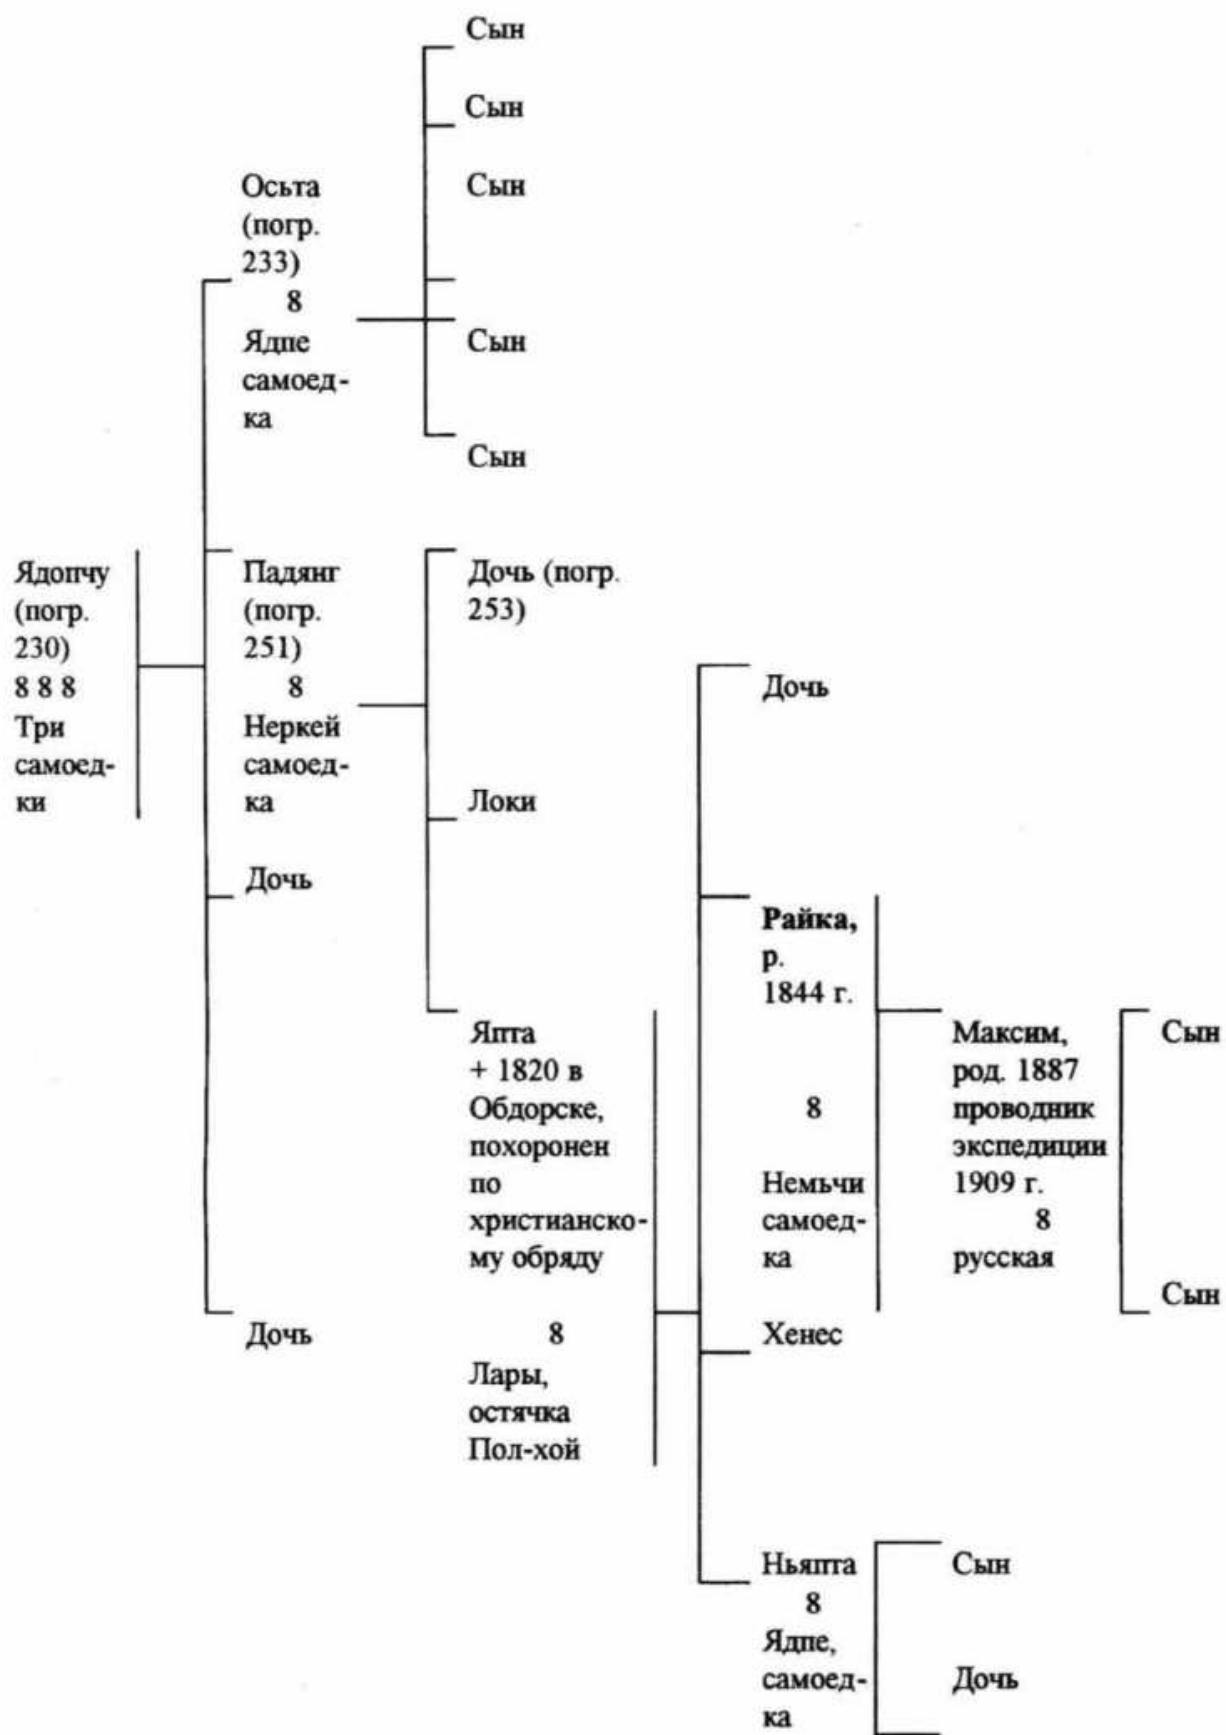 Сын
Сын
Сын
Сын
Сын
Осьта
(погр.
233)
8
Ядпе
самоед-
ка
Ядопчу
(погр.
230)
8 8 8
Три
самоед-
ки
Падянг
(погр.
251)
8
Неркей
самоед-
ка
Дочь
Дочь
Дочь (погр.
253)
Локи
Япта
+ 1820 в
Обдорске,
похоронен
по
христианско-
му обряду
8
Лары,
остячка
Пол-хой
Дочь
Райка,
р.
1844 г.
8
Немьчи
самоед-
ка
Хенес
Ньяпта
8
Ядпе,
самоед-
ка
Максим,
род. 1887
проводник
экспедиции
1909 г.
8
русская
Сын
Сын
Сын
Дочь